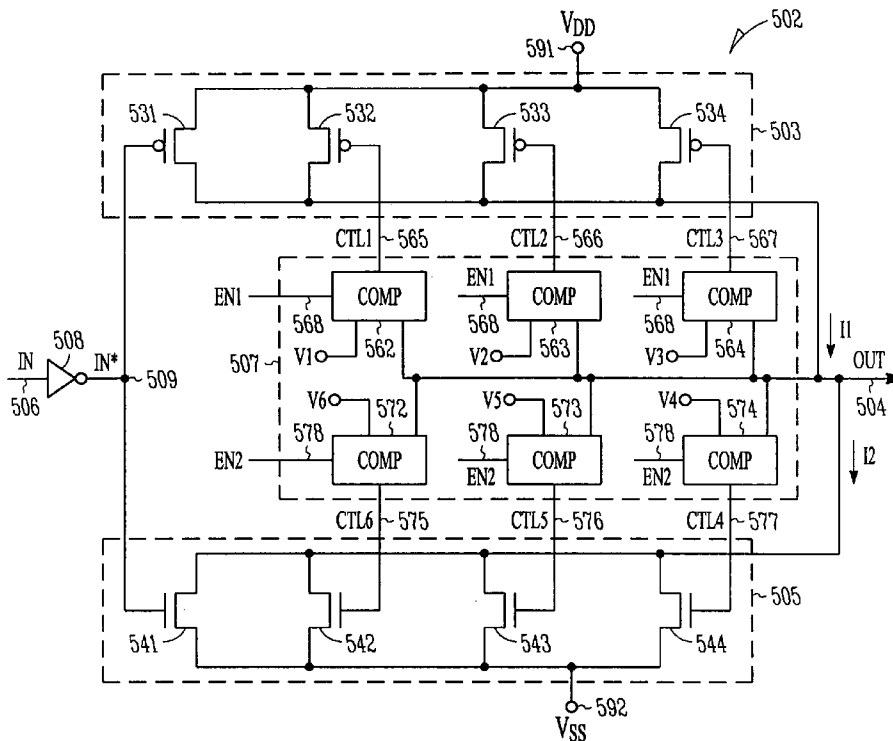 VDD
591
502
531
532
533
534
503
CTL1
565
CTL2
566
CTL3
567
EN1
568
COMP
562
EN1
568
COMP
563
EN1
568
COMP
564
I1
507
V1
V2
V3
IN
506
508
IN*
509
OUT
504
V6
572
V5
573
V4
574
EN2
578
COMP
578
EN2
COMP
578
EN2
COMP
I2
CTL6
575
CTL5
576
CTL4
577
505
541
542
543
544
592
VSS